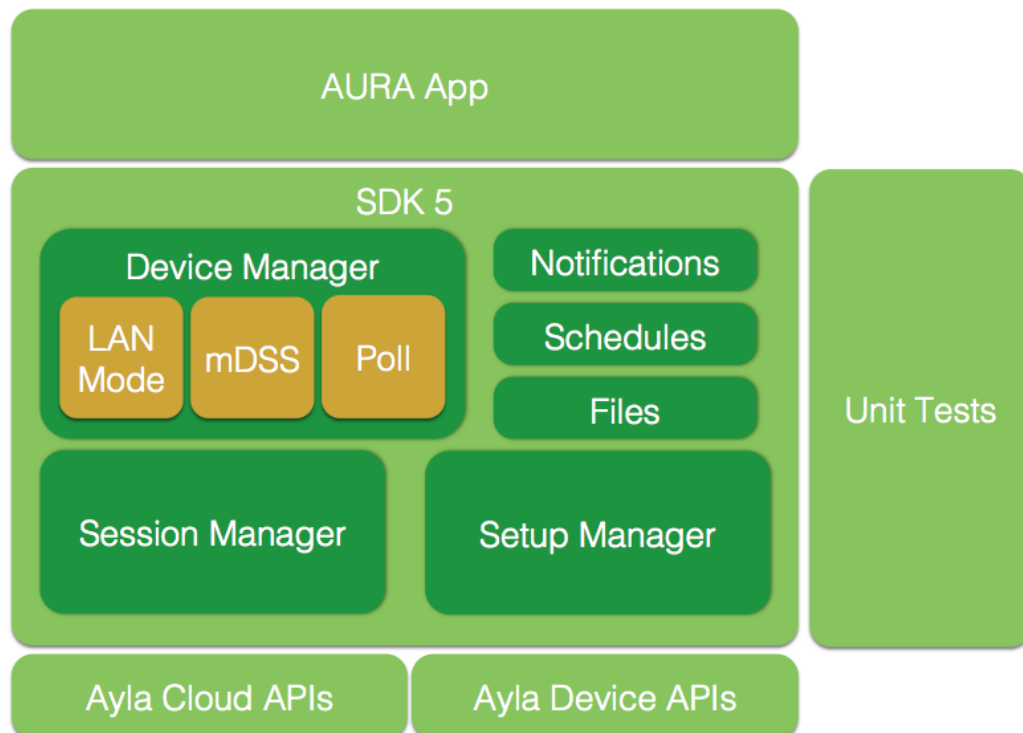 AURA App
SDK 5
Device Manager
LAN
Mode
mDSS
Poll
Notifications
Schedules
Files
Session Manager
Setup Manager
Unit Tests
Ayla Cloud APIs
Ayla Device APIs